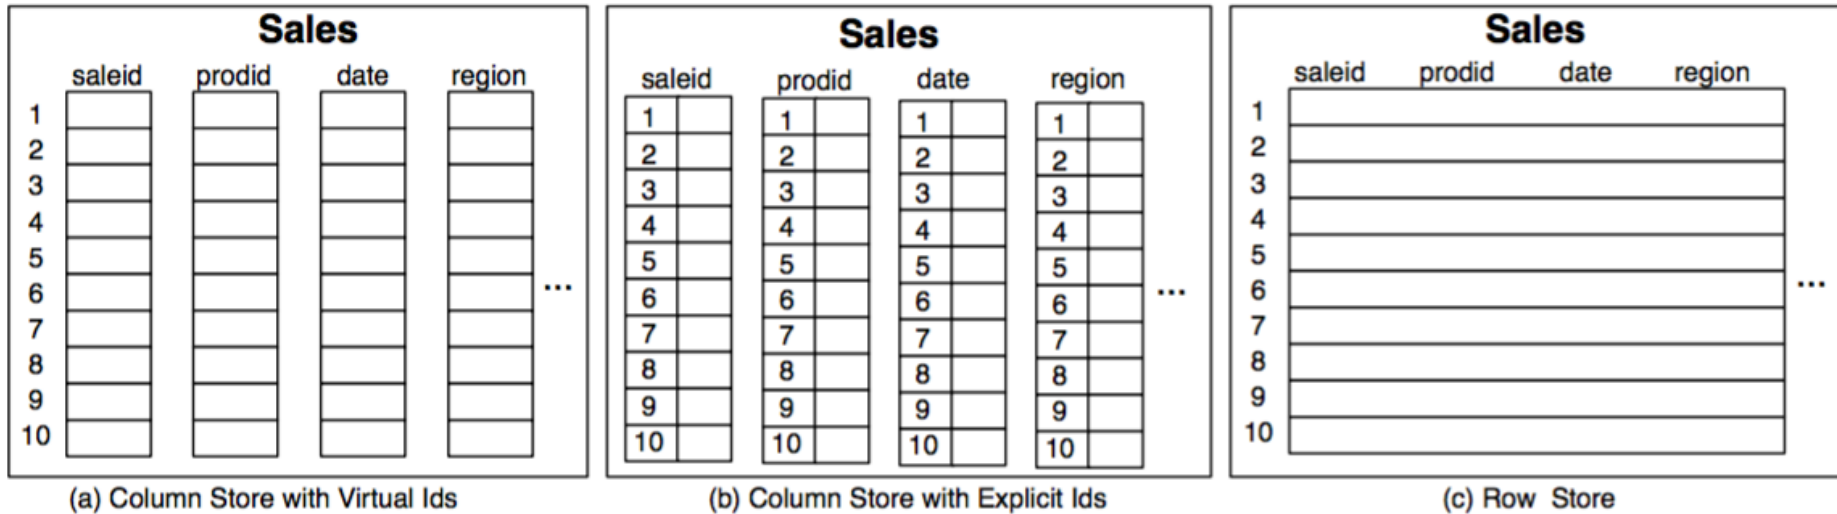 Sales
saleid prodid date region
1
2
3
4
5
6
7
8
9
10
...
(a) Column Store with Virtual Ids
Sales
saleid prodid date region
1 1 1 1
2 2 2 2
3 3 3 3
4 4 4 4
5 5 5 5
6 6 6 6
7 7 7 7
8 8 8 8
9 9 9 9
10 10 10 10
...
(b) Column Store with Explicit Ids
Sales
saleid prodid date region
1
2
3
4
5
6
7
8
9
10
...
(c) Row Store